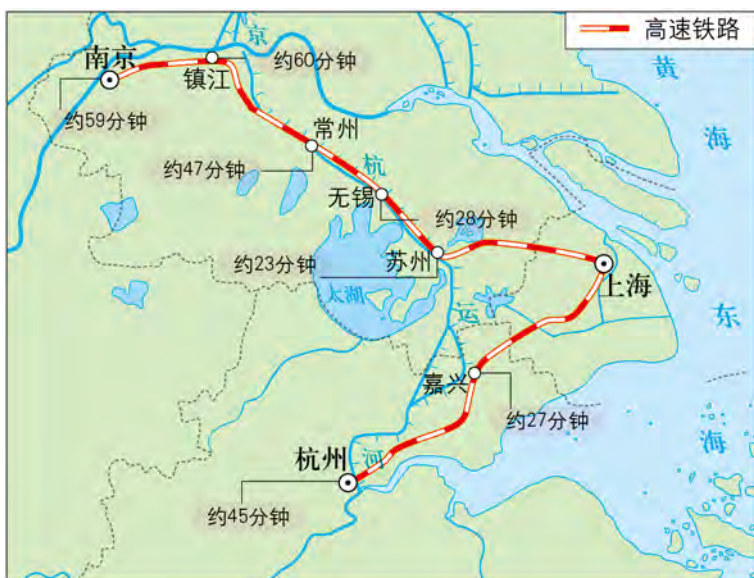 高速铁路
京
南京
约60分钟
黄
镇江
约59分钟
常州
海
约47分钟
杭
无锡
约28分钟
苏州
约23分钟
上海
太湖
运
东
嘉兴
约27分钟
海
杭州
河
约45分钟